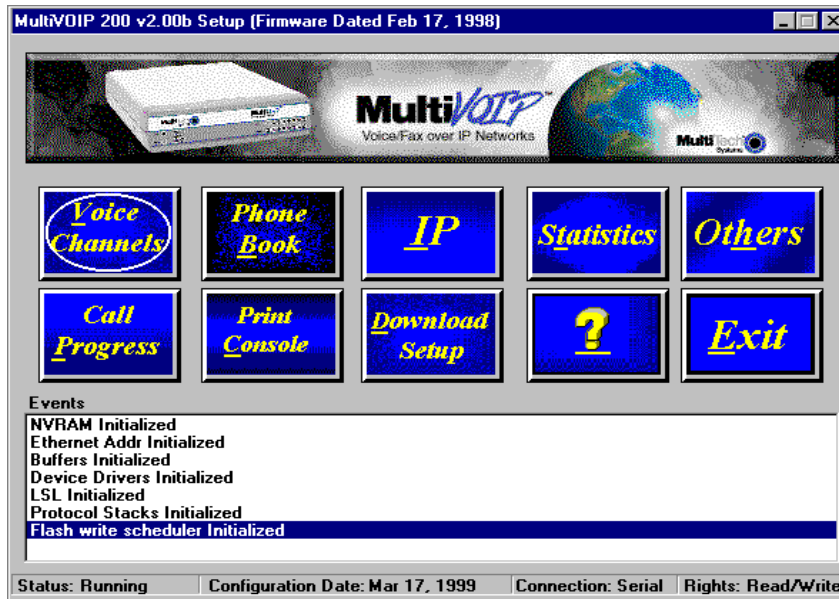 MultiVOIP 200 v2.00b Setup (Firmware Dated Feb 17, 1998)
MultiVOIP™
Voice/Fax over IP Networks
MultiTech
Systems
Voice
Channels
Phone
Book
IP
Statistics
Others
Call
Progress
Print
Console
Download
Setup
?
Exit
Events
NVRAM Initialized
Ethernet Addr Initialized
Buffers Initialized
Device Drivers Initialized
LSL Initialized
Protocol Stacks Initialized
Flash write scheduler Initialized
Status: Running Configuration Date: Mar 17, 1999 Connection: Serial Rights: Read/Write